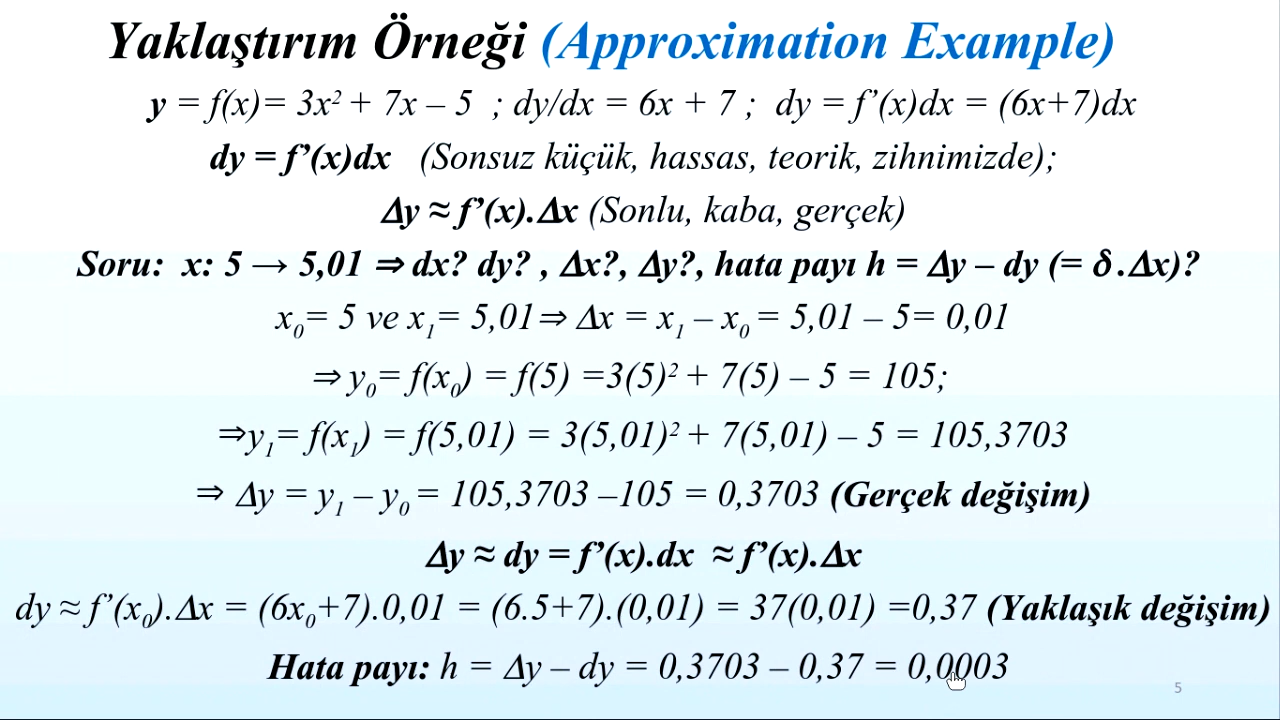 Yaklaştırım Örneği (Approximation Example)
y = f(x)= 3x² + 7x – 5 ; dy/dx = 6x + 7 ; dy = f’(x)dx = (6x+7)dx
dy = f’(x)dx (Sonsuz küçük, hassas, teorik, zihnimizde);
Δy ≈ f’(x).Δx (Sonlu, kaba, gerçek)
Soru: x: 5 → 5,01 ⇒ dx? dy? , Δx?, Δy?, hata payı h = Δy – dy (= δ.Δx)?
x₀= 5 ve x₁= 5,01⇒ Δx = x₁ – x₀ = 5,01 – 5= 0,01
⇒ y₀= f(x₀) = f(5) =3(5)² + 7(5) – 5 = 105;
⇒y₁= f(x₁) = f(5,01) = 3(5,01)² + 7(5,01) – 5 = 105,3703
⇒ Δy = y₁ – y₀ = 105,3703 –105 = 0,3703 (Gerçek değişim)
Δy ≈ dy = f’(x).dx ≈ f’(x).Δx
dy ≈ f’(x₀).Δx = (6x₀+7).0,01 = (6.5+7).(0,01) = 37(0,01) =0,37 (Yaklaşık değişim)
Hata payı: h = Δy – dy = 0,3703 – 0,37 = 0,0003
5